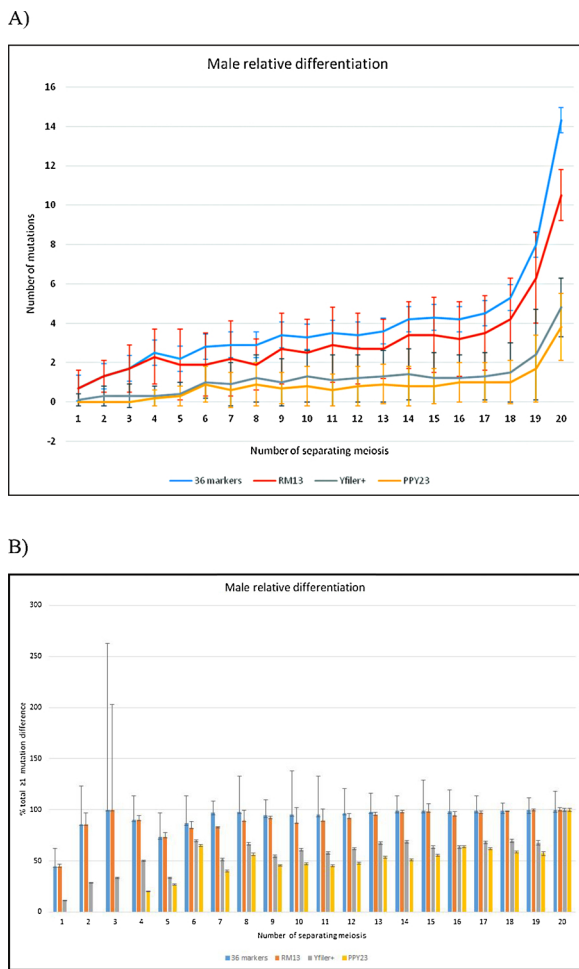 A)
Male relative differentiation
16
14
12
10
8
6
4
2
0
-2
Number of mutations
1 2 3 4 5 6 7 8 9 10 11 12 13 14 15 16 17 18 19 20
Number of separating meiosis
36 markers RM13 Yfiler+ PPY23
B)
Male relative differentiation
300
250
200
150
100
50
0
% total ≥1 mutation difference
1 2 3 4 5 6 7 8 9 10 11 12 13 14 15 16 17 18 19 20
Number of separating meiosis
36 markers RM13 Yfiler+ PPY23